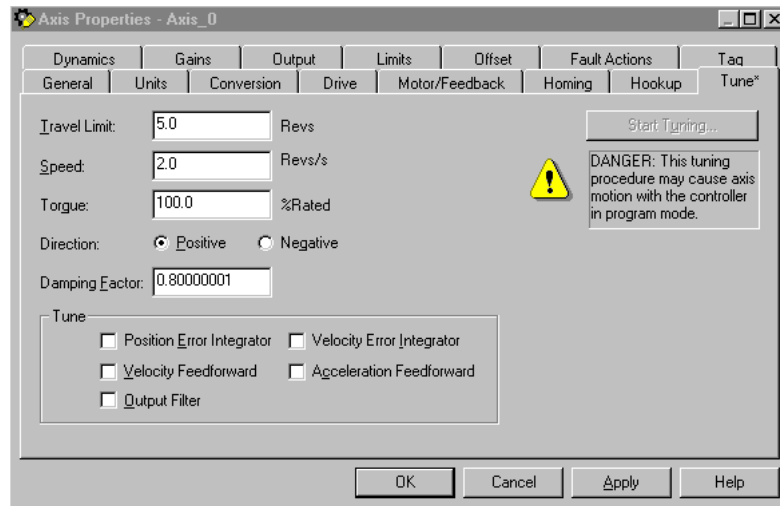 Axis Properties - Axis_0
Dynamics Gains Output Limits Offset Fault Actions Tag
General Units Conversion Drive Motor/Feedback Homing Hookup Tune*
Travel Limit: 5.0 Revs
Start Tuning...
Speed: 2.0 Revs/s
DANGER: This tuning
procedure may cause axis
motion with the controller
in program mode.
Torque: 100.0 %Rated
Direction: Positive Negative
Damping Factor: 0.80000001
Tune
Position Error Integrator Velocity Error Integrator
Velocity Feedforward Acceleration Feedforward
Output Filter
OK Cancel Apply Help